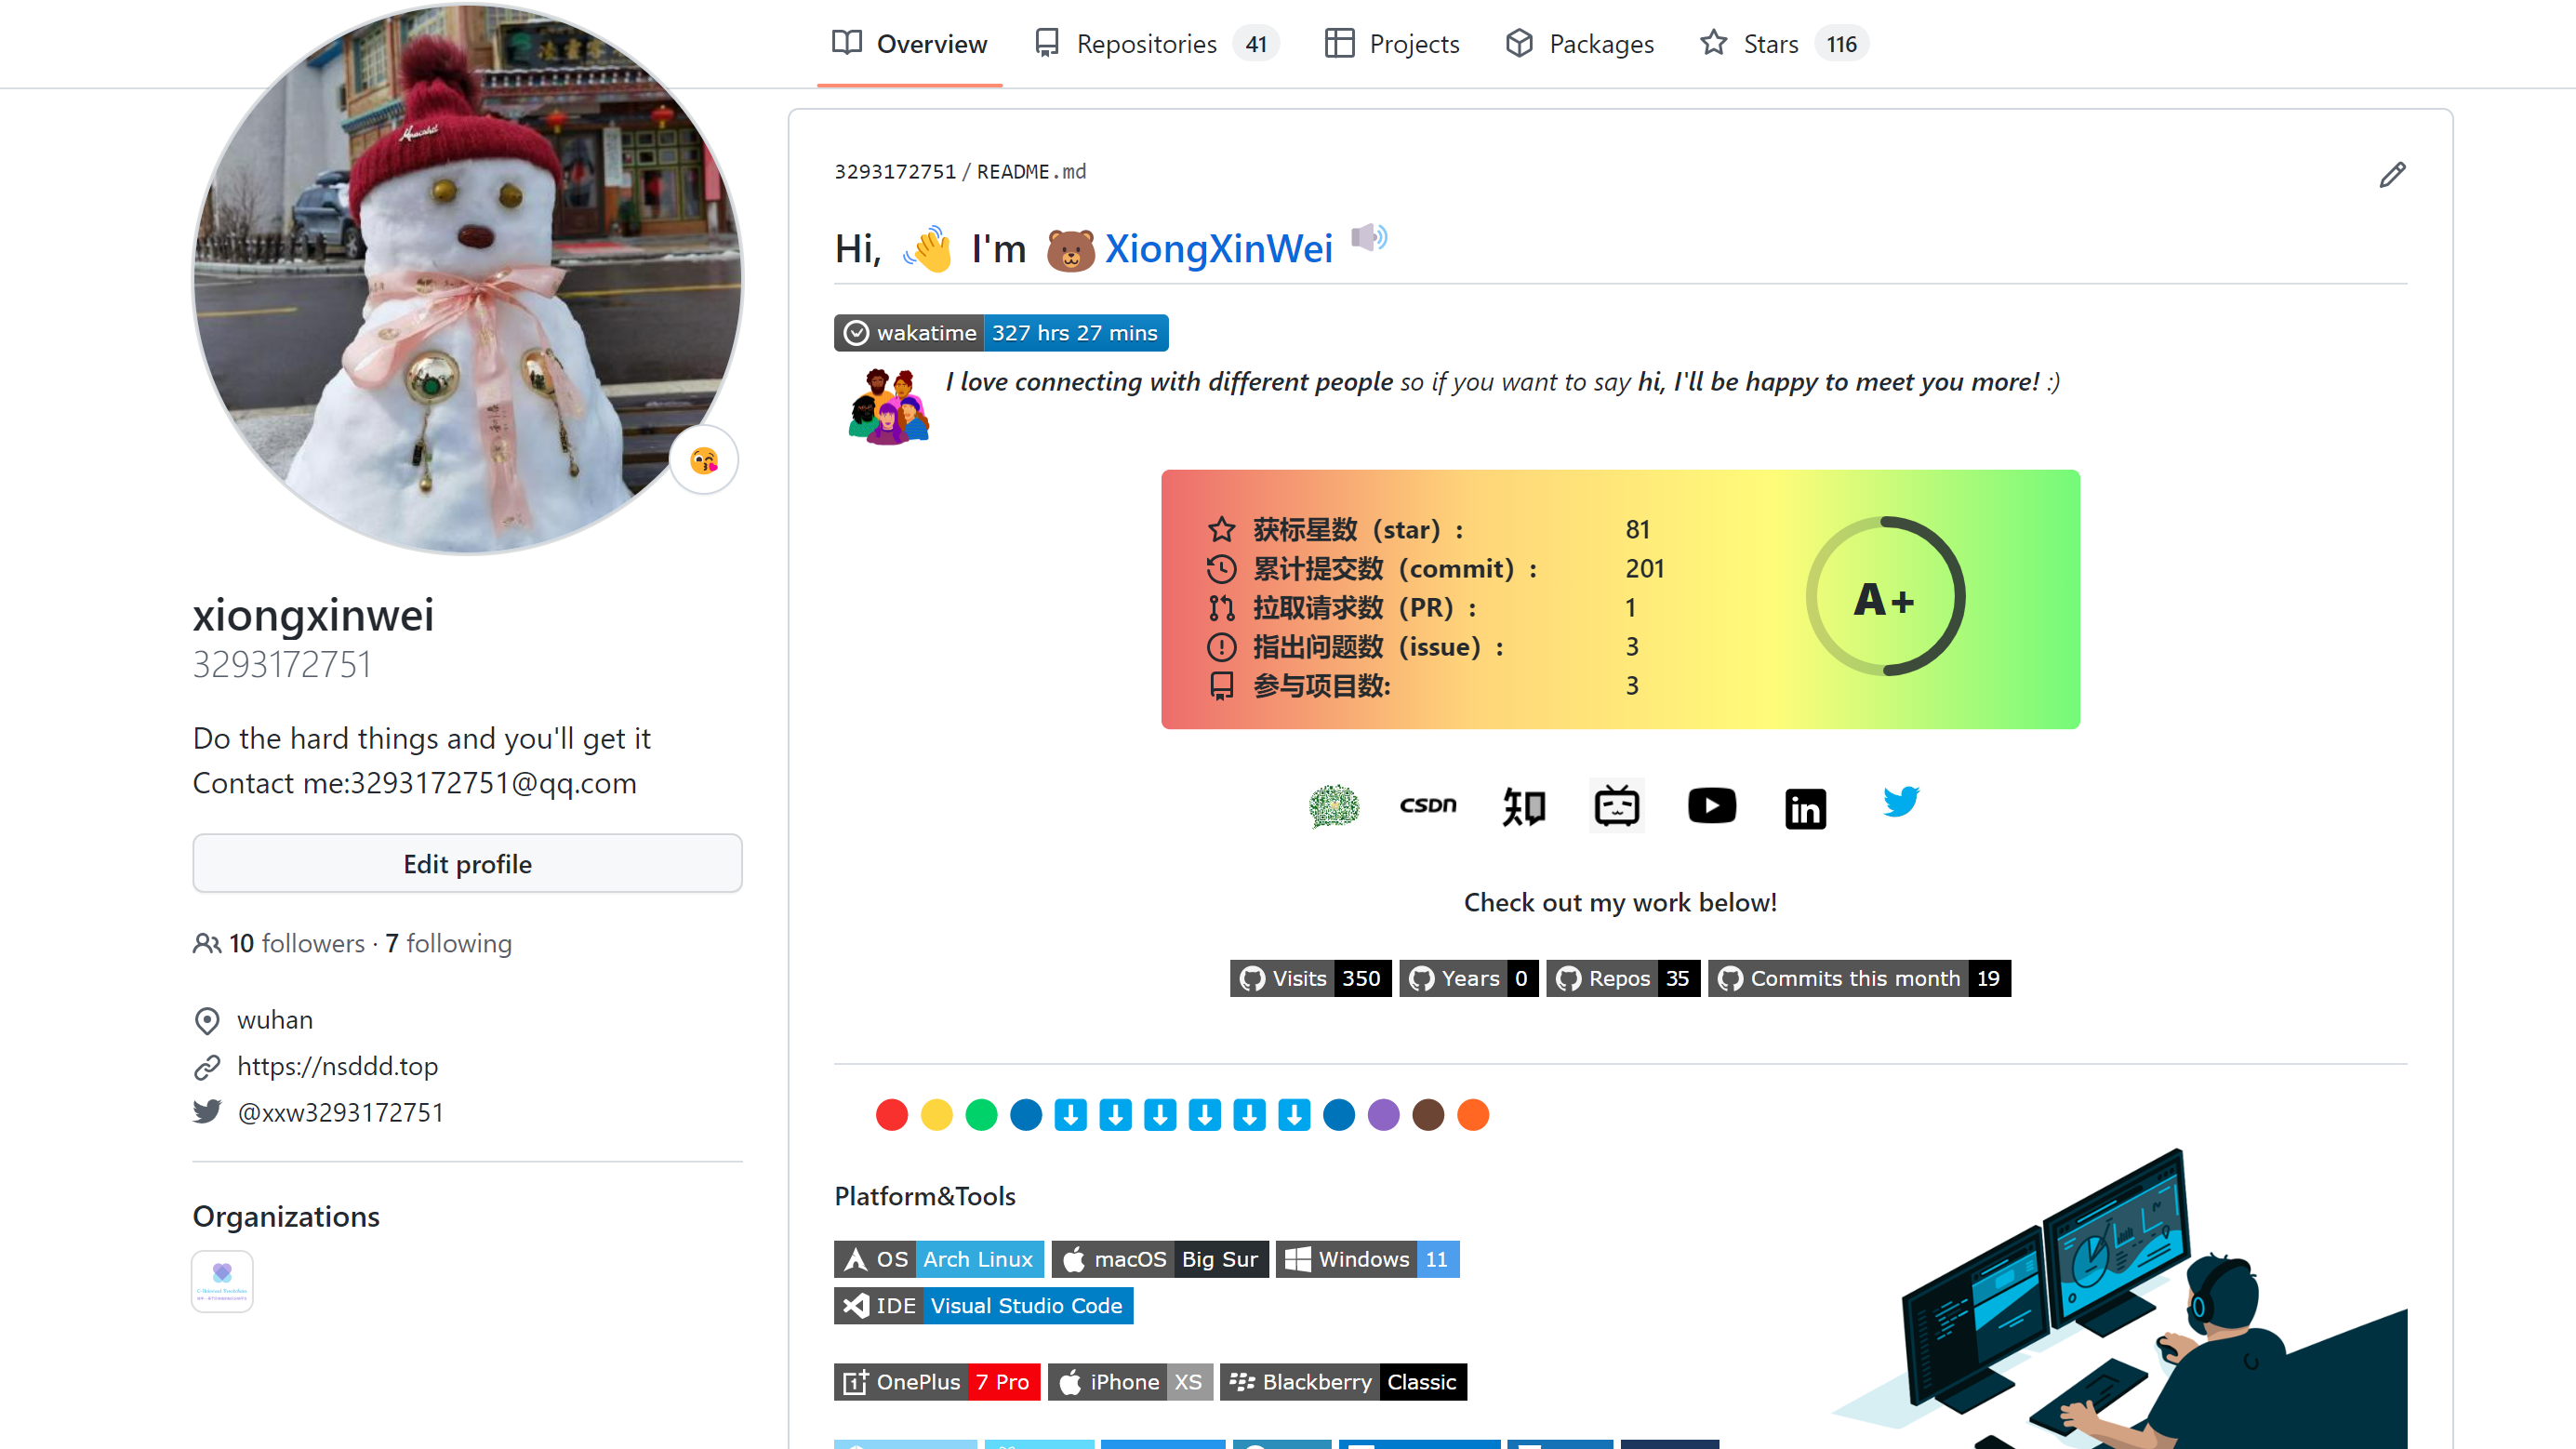 Overview Repositories 41 Projects Packages Stars 116
3293172751 / README.md
Hi, 👋 I'm 🐻 XiongXinWei 🔊
wakatime 327 hrs 27 mins
I love connecting with different people so if you want to say hi, I'll be happy to meet you more! :)
获标星数（star）: 81
累计提交数（commit）: 201
拉取请求数（PR）: 1
指出问题数（issue）: 3
参与项目数: 3
A+
CSDN 知 in
Check out my work below!
Visits 350 Years 0 Repos 35 Commits this month 19
Platform&Tools
OS Arch Linux macOS Big Sur Windows 11
IDE Visual Studio Code
OnePlus 7 Pro iPhone XS Blackberry Classic
xiongxinwei
3293172751
Do the hard things and you'll get it
Contact me:3293172751@qq.com
Edit profile
10 followers · 7 following
wuhan
https://nsddd.top
@xxw3293172751
Organizations